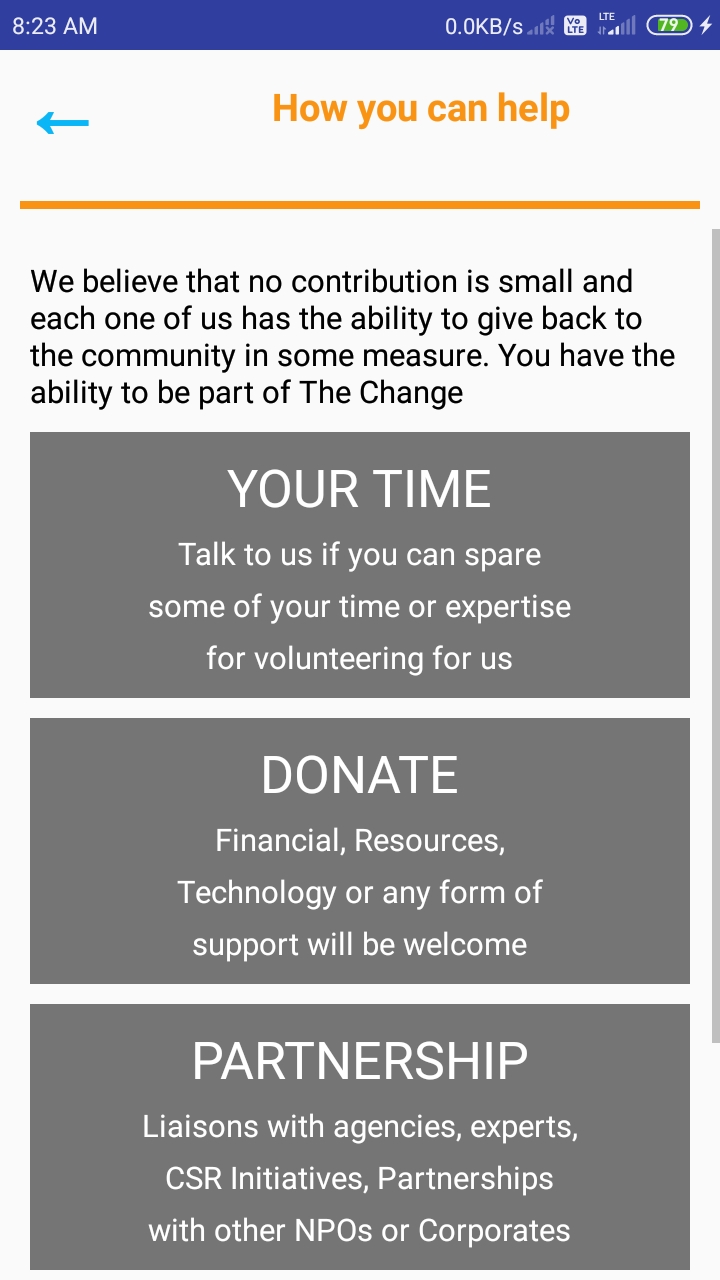 8:23 AM 0.0KB/s Vo LTE LTE 79
How you can help
We believe that no contribution is small and
each one of us has the ability to give back to
the community in some measure. You have the
ability to be part of The Change
YOUR TIME
Talk to us if you can spare
some of your time or expertise
for volunteering for us
DONATE
Financial, Resources,
Technology or any form of
support will be welcome
PARTNERSHIP
Liaisons with agencies, experts,
CSR Initiatives, Partnerships
with other NPOs or Corporates